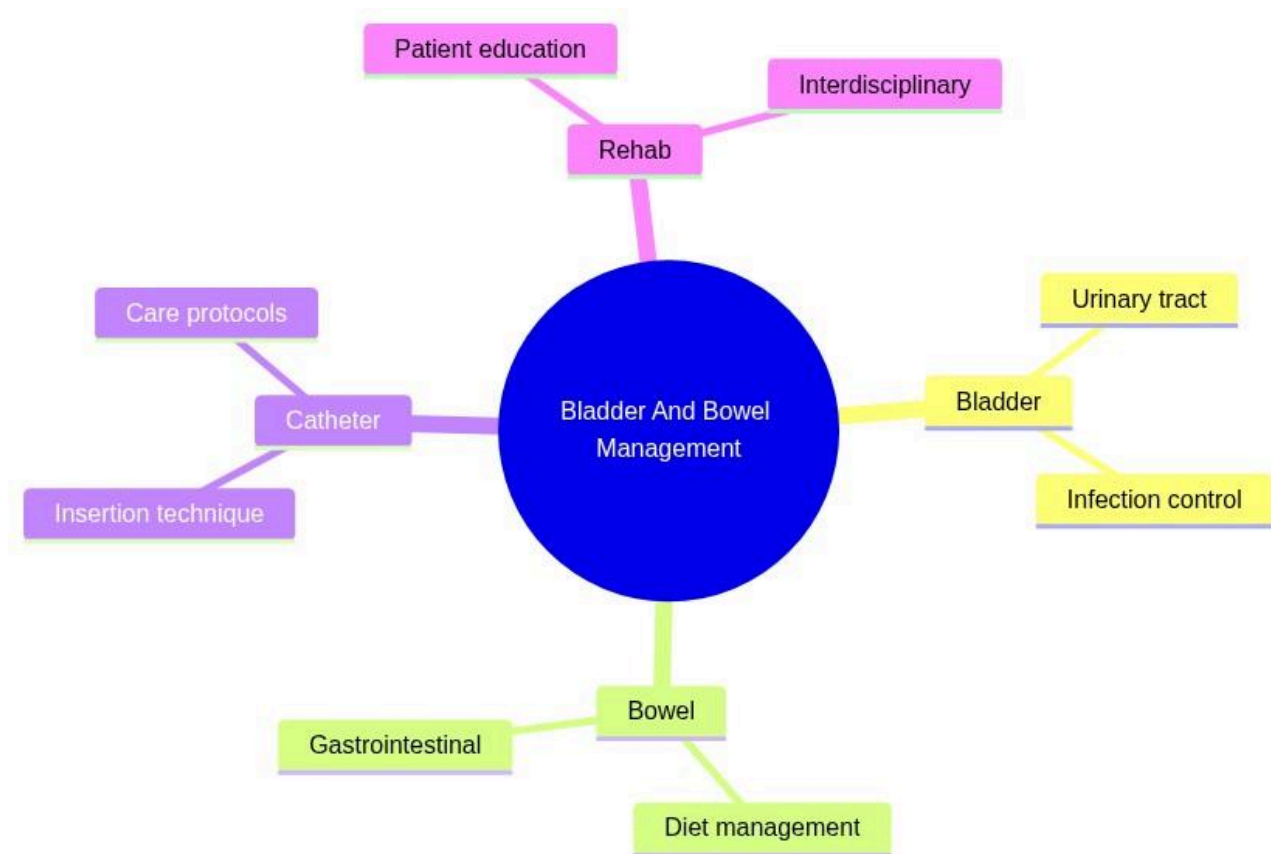 Patient education
Interdisciplinary
Rehab
Care protocols
Urinary tract
Catheter
Bladder And Bowel
Management
Bladder
Insertion technique
Infection control
Bowel
Gastrointestinal
Diet management